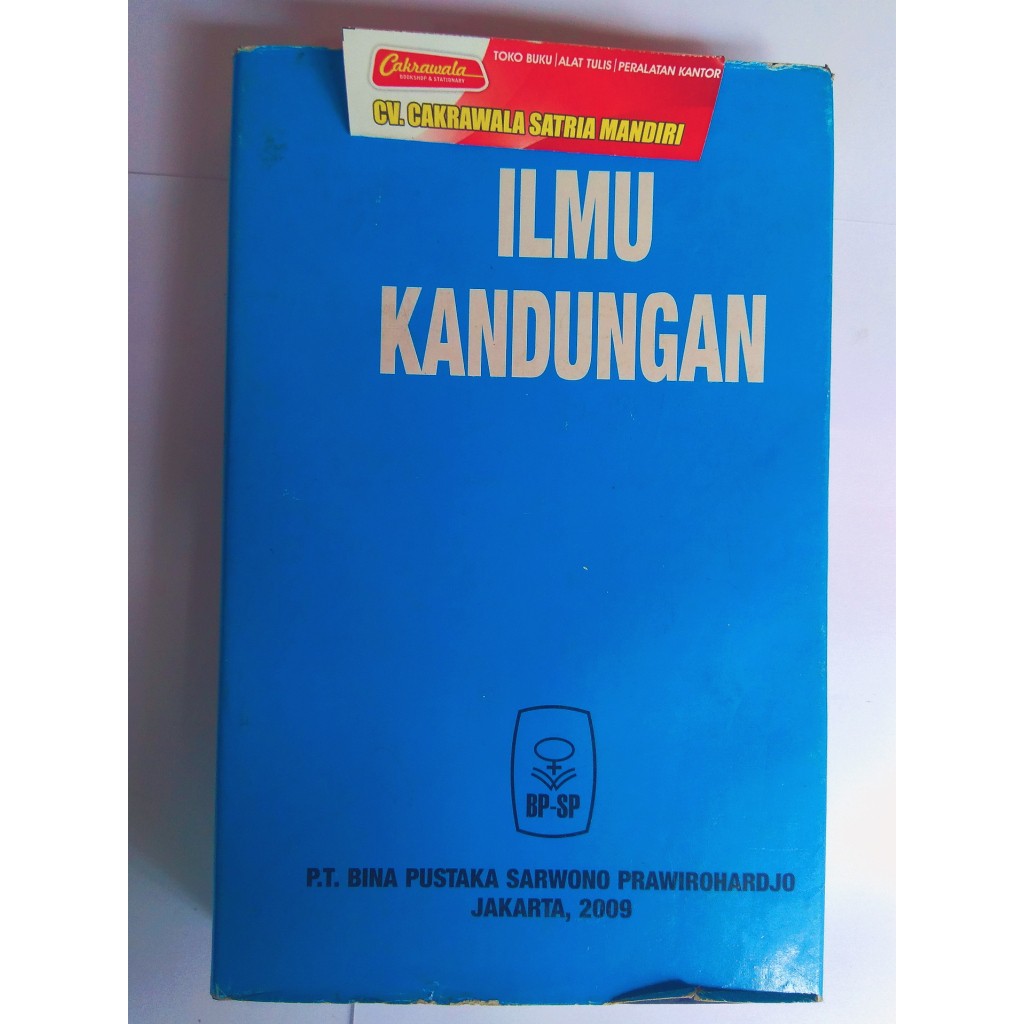 Cakrawala
BOOKSHOP & STATIONARY
TOKO BUKU | ALAT TULIS | PERALATAN KANTOR
CV. CAKRAWALA SATRIA MANDIRI
ILMU
KANDUNGAN
BP-SP
P.T. BINA PUSTAKA SARWONO PRAWIROHARDJO
JAKARTA, 2009